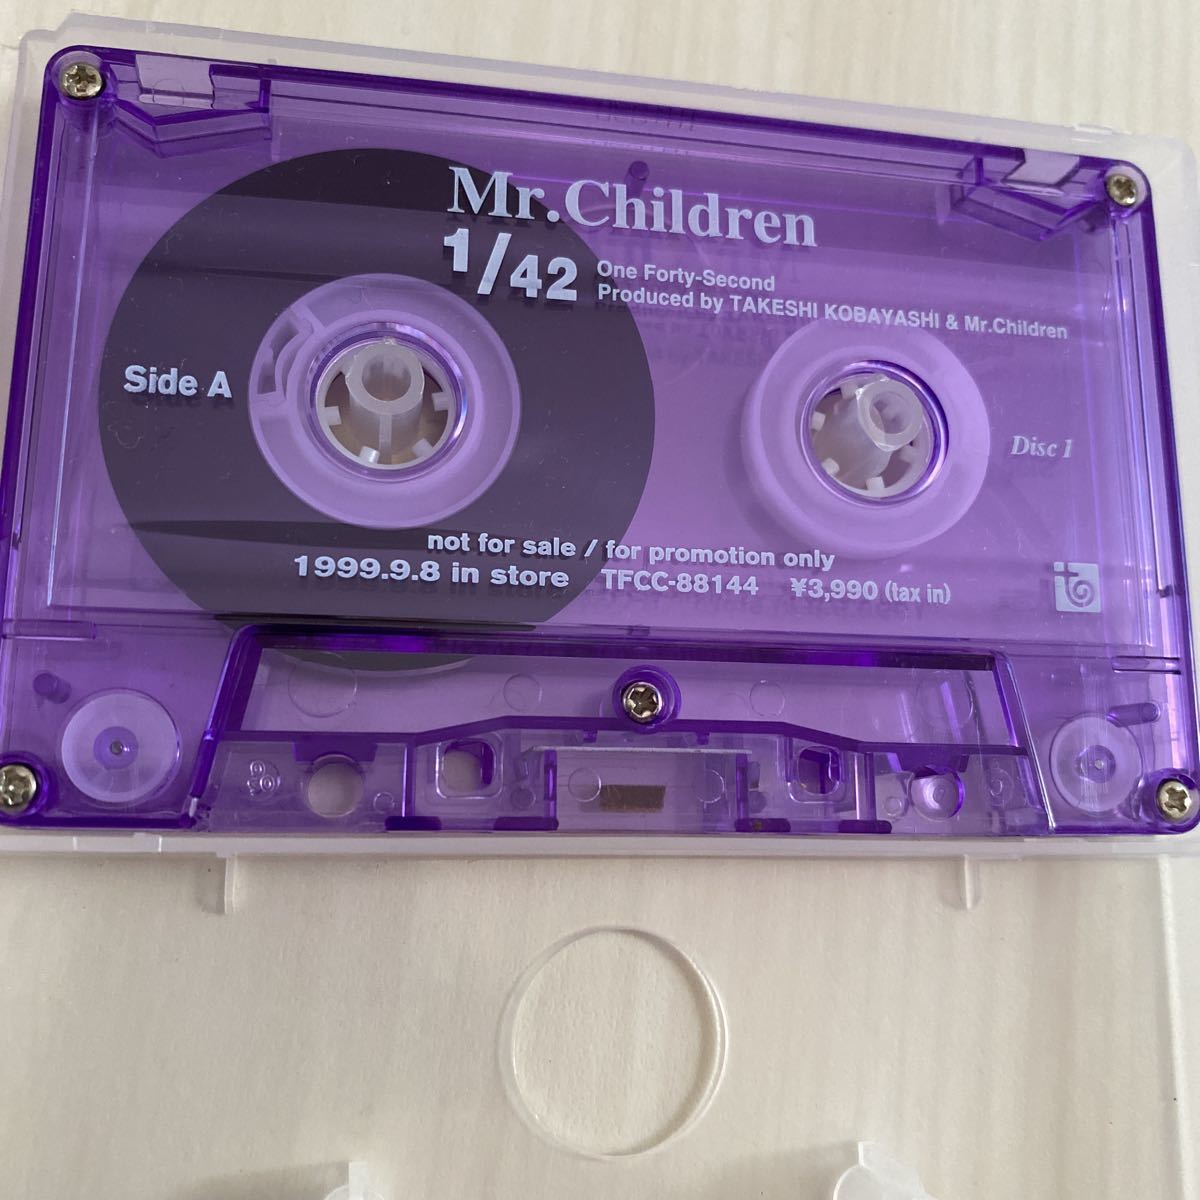 Mr.Children
1/42
One Forty-Second
Produced by TAKESHI KOBAYASHI & Mr.Children
Side A
Disc 1
not for sale / for promotion only
1999.9.8 in store TFCC-88144 ¥3,990 (tax in)